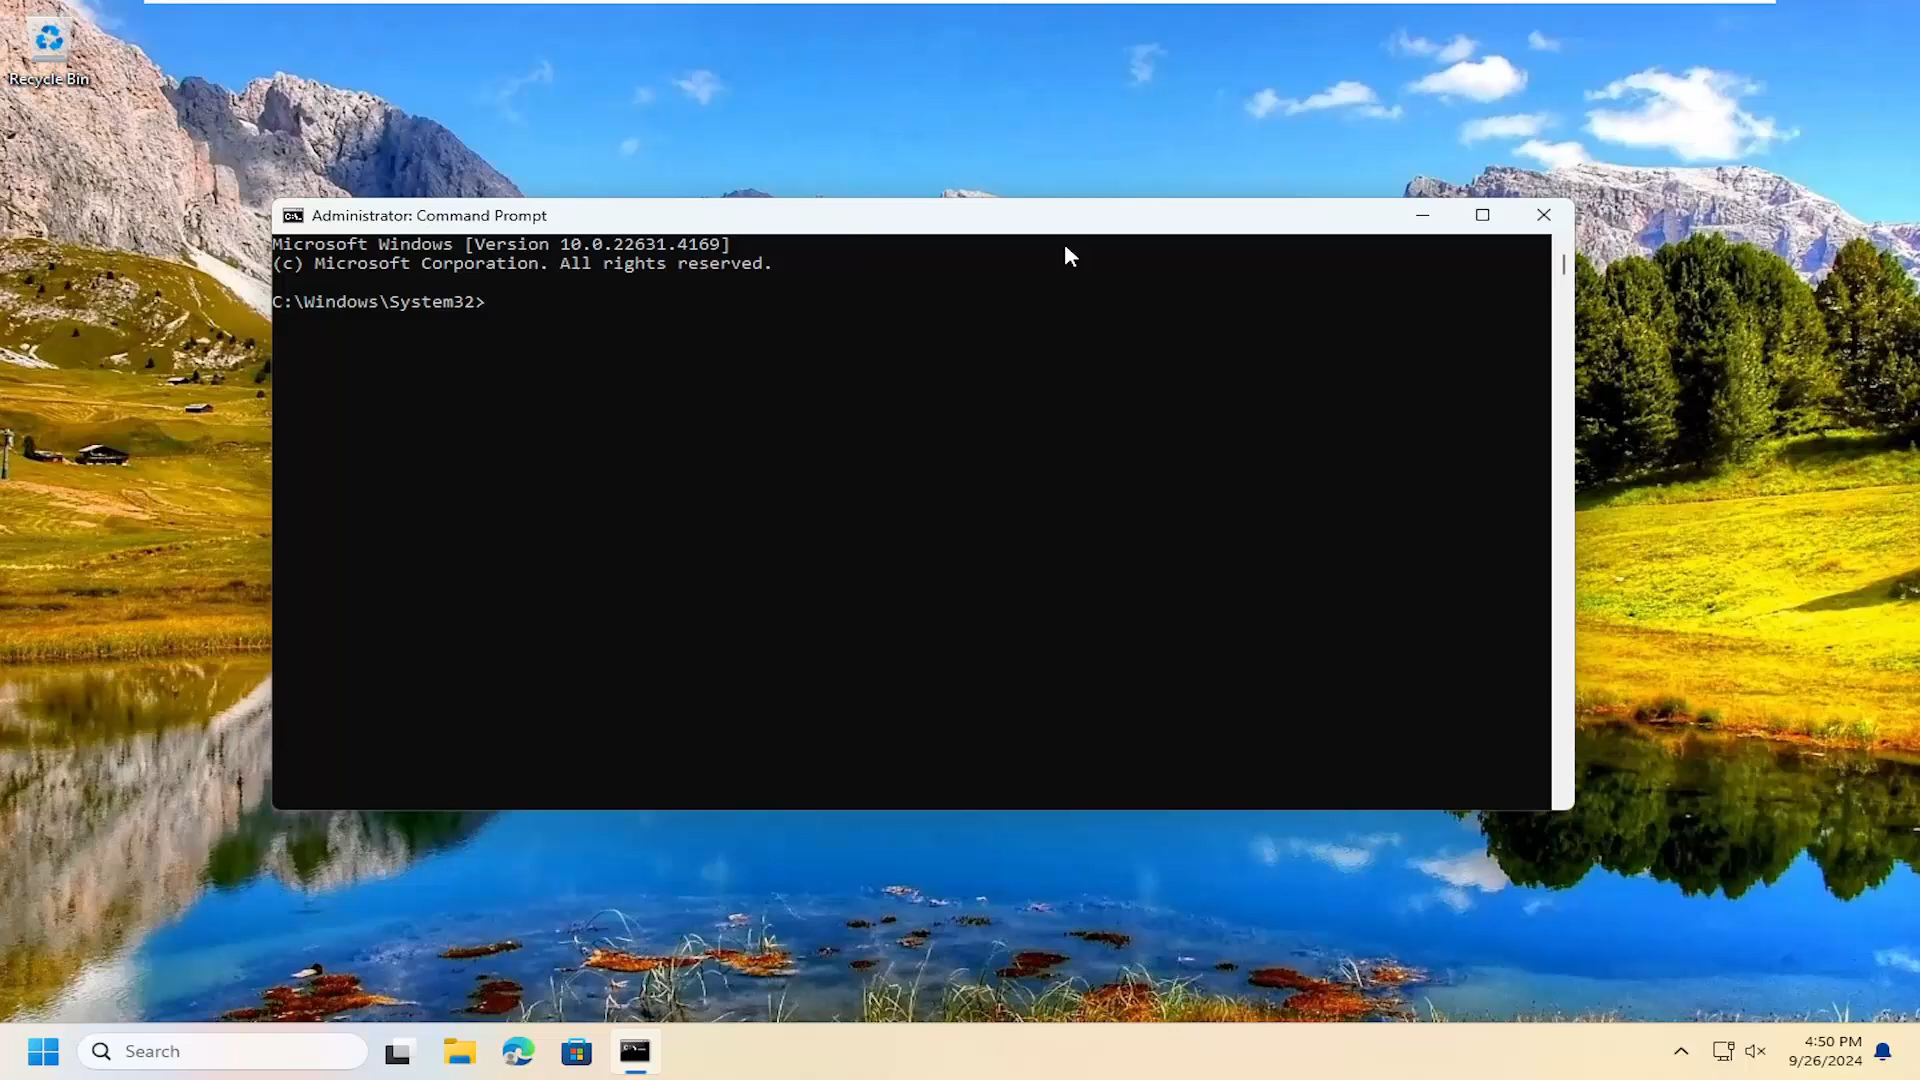 Recycle Bin
Administrator: Command Prompt
Microsoft Windows [Version 10.0.22631.4169]
(c) Microsoft Corporation. All rights reserved.
C:\Windows\System32>
Search
4:50 PM
9/26/2024